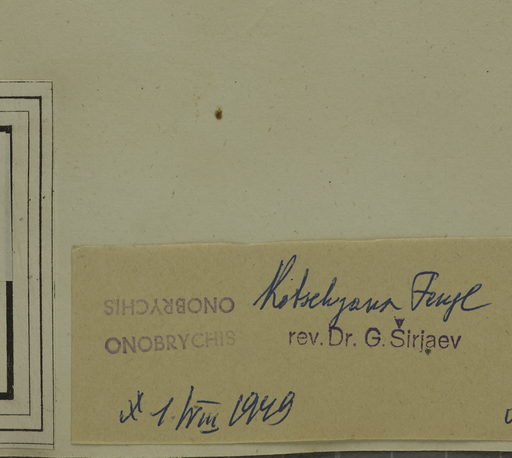 ONOBRYCHIS
Kotschyana Fenzl
ONOBRYCHIS
rev. Dr. G. Širjaev
1. VIII 1949